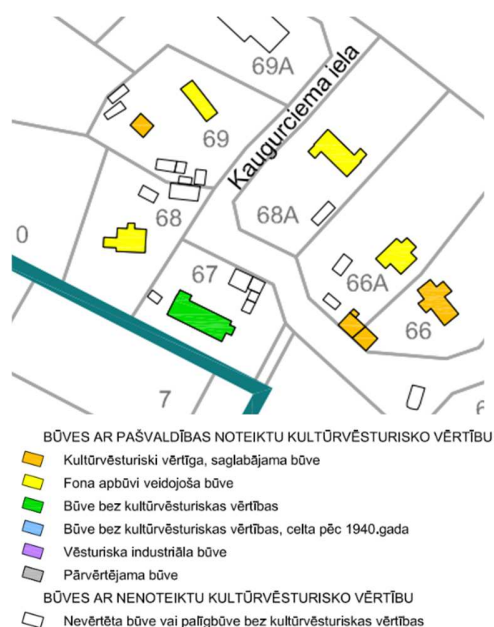 69A
Kaugurciema iela
69
68A
68
0
67
66A
66
7
BŪVES AR PAŠVALDĪBAS NOTEIKTU KULTŪRVĒSTURISKO VĒRTĪBU
Kultūrvēsturiski vērtīga, saglabājama būve
Fona apbūvi veidojoša būve
Būve bez kultūrvēsturiskas vērtības
Būve bez kultūrvēsturiskas vērtības, celta pēc 1940.gada
Vēsturiska industriāla būve
Pārvērtējama būve
BŪVES AR NENOTEIKTU KULTŪRVĒSTURISKO VĒRTĪBU
Nevērtēta būve vai palīgbūve bez kultūrvēsturiskas vērtības